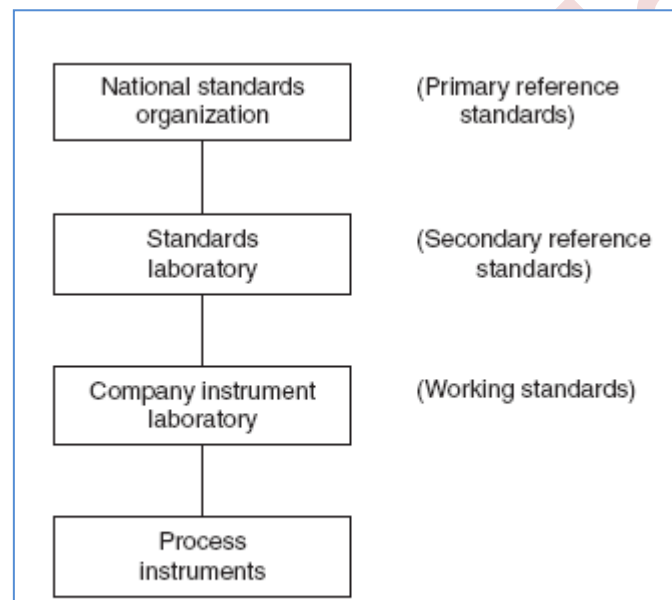 National standards
organization
(Primary reference
standards)
Standards
laboratory
(Secondary reference
standards)
Company instrument
laboratory
(Working standards)
Process
instruments